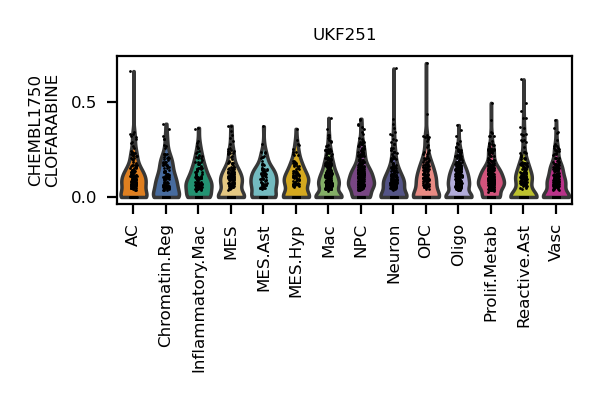 UKF251
CHEMBL1750
CLOFARABINE
0.5
0.0
AC
Chromatin.Reg
Inflammatory.Mac
MES
MES.Ast
MES.Hyp
Mac
NPC
Neuron
OPC
Oligo
Prolif.Metab
Reactive.Ast
Vasc